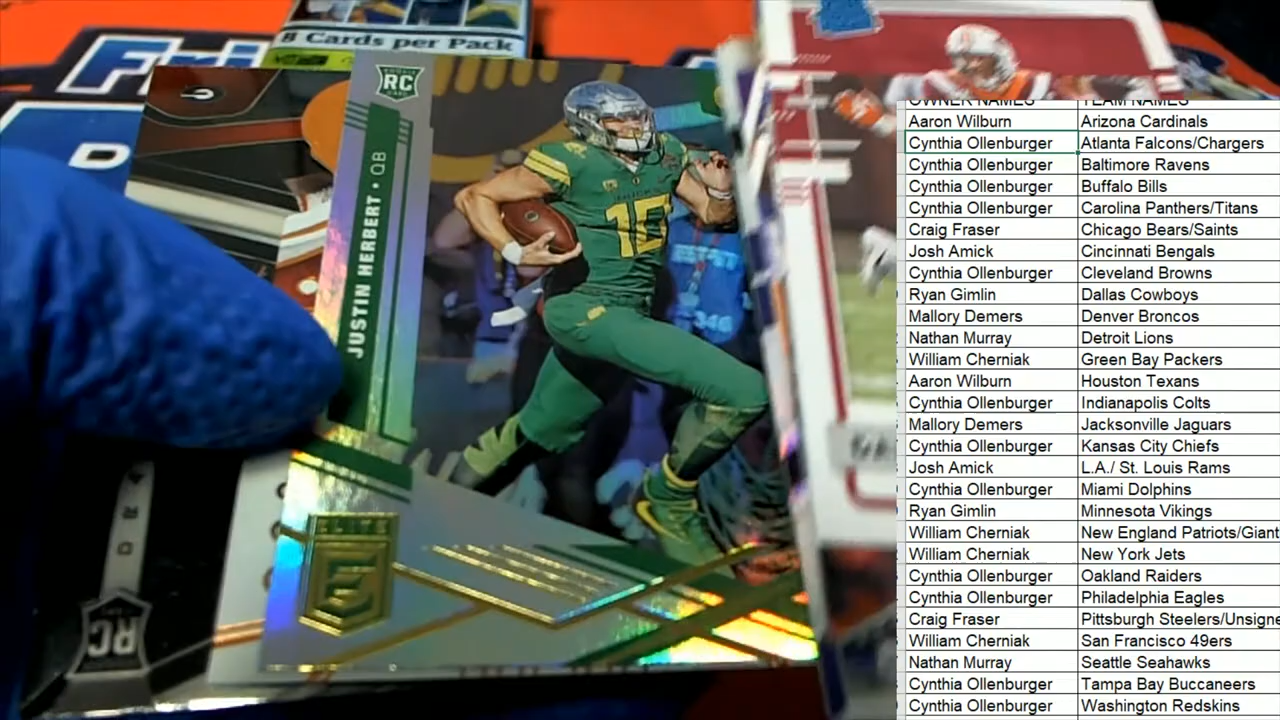 8 Cards per Pack
Fri
D
ROOKIE
RC
CARD
JUSTIN HERBERT • QB
10
ELITE
E
346
RC
OWNER NAMES TEAM NAMES
Aaron Wilburn Arizona Cardinals
Cynthia Ollenburger Atlanta Falcons/Chargers
Cynthia Ollenburger Baltimore Ravens
Cynthia Ollenburger Buffalo Bills
Cynthia Ollenburger Carolina Panthers/Titans
Craig Fraser Chicago Bears/Saints
Josh Amick Cincinnati Bengals
Cynthia Ollenburger Cleveland Browns
Ryan Gimlin Dallas Cowboys
Mallory Demers Denver Broncos
Nathan Murray Detroit Lions
William Cherniak Green Bay Packers
Aaron Wilburn Houston Texans
Cynthia Ollenburger Indianapolis Colts
Mallory Demers Jacksonville Jaguars
Cynthia Ollenburger Kansas City Chiefs
Josh Amick L.A./ St. Louis Rams
Cynthia Ollenburger Miami Dolphins
Ryan Gimlin Minnesota Vikings
William Cherniak New England Patriots/Giant
William Cherniak New York Jets
Cynthia Ollenburger Oakland Raiders
Cynthia Ollenburger Philadelphia Eagles
Craig Fraser Pittsburgh Steelers/Unsigne
William Cherniak San Francisco 49ers
Nathan Murray Seattle Seahawks
Cynthia Ollenburger Tampa Bay Buccaneers
Cynthia Ollenburger Washington Redskins